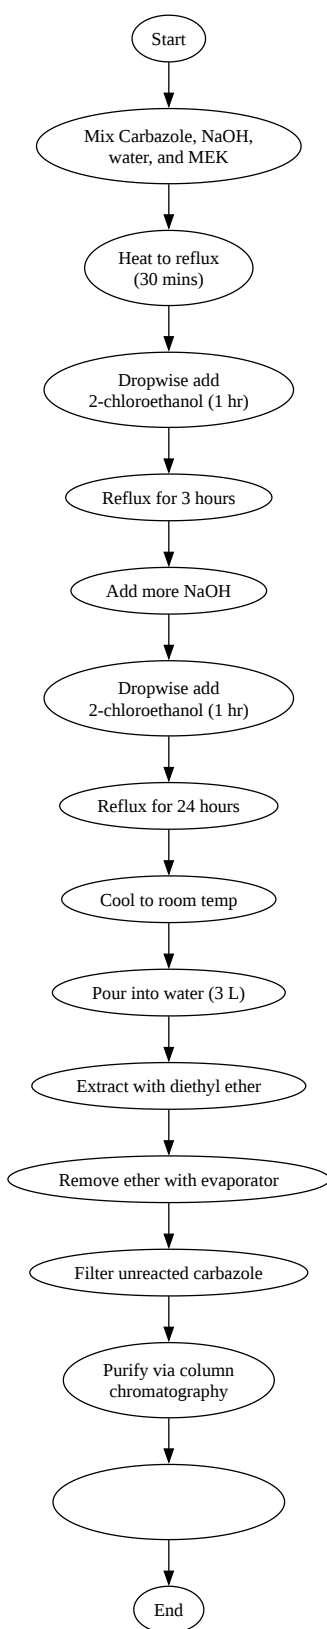 Start
Mix Carbazole, NaOH,
water, and MEK
Heat to reflux
(30 mins)
Dropwise add
2-chloroethanol (1 hr)
Reflux for 3 hours
Add more NaOH
Dropwise add
2-chloroethanol (1 hr)
Reflux for 24 hours
Cool to room temp
Pour into water (3 L)
Extract with diethyl ether
Remove ether with evaporator
Filter unreacted carbazole
Purify via column
chromatography
End